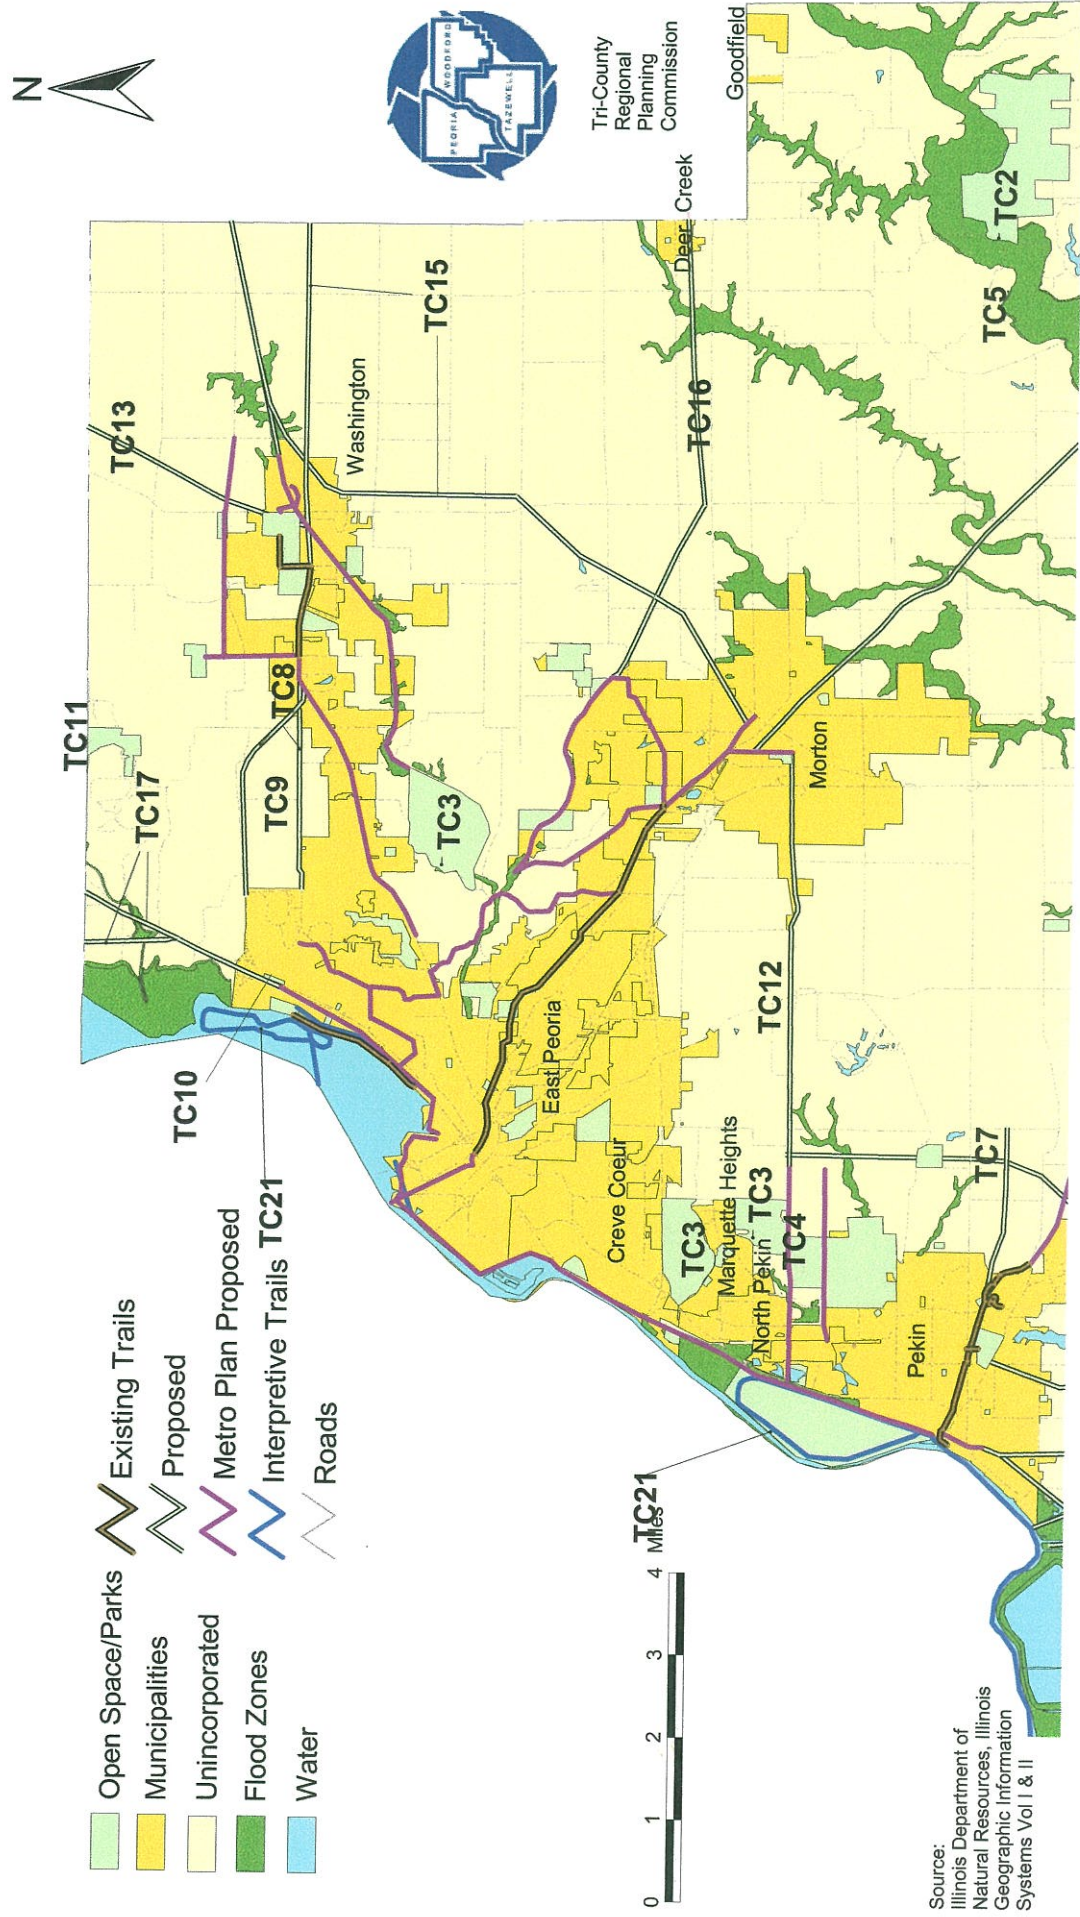 Open Space/Parks
Municipalities
Unincorporated
Flood Zones
Water
Existing Trails
Proposed
Metro Plan Proposed
Interpretive Trails
Roads
N
PEORIA
WOODFORD
TAZEWELL
Tri-County
Regional
Planning
Commission
TC11
TC13
TC17
TC10
TC21
TC9
TC8
TC15
Washington
TC3
East Peoria
Creve Coeur
TC3
Marquette Heights
TC3
North Pekin
TC4
TC12
Morton
TC16
Deer Creek
Goodfield
TC2
TC5
TC7
Pekin
TC21
Miles
0 1 2 3 4
Source:
Illinois Department of
Natural Resources, Illinois
Geographic Information
Systems Vol I & II